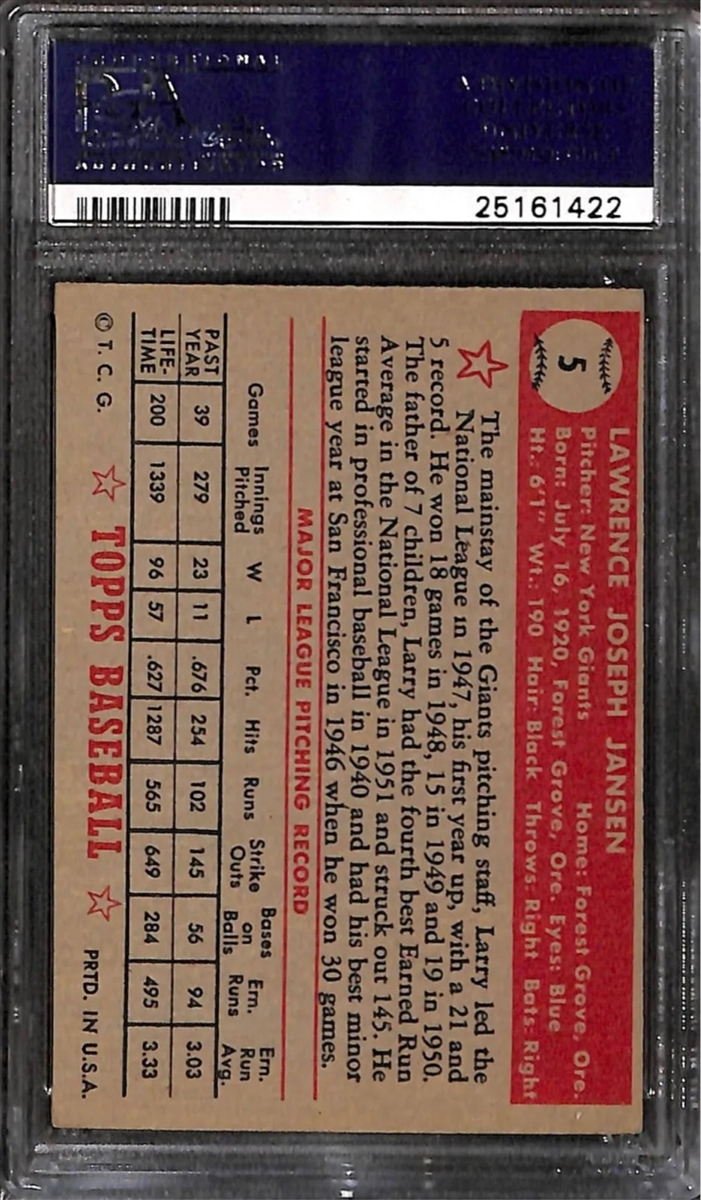 25161422
5
LAWRENCE JOSEPH JANSEN
Pitcher: New York Giants Home: Forest Grove, Ore.
Born: July 16, 1920, Forest Grove, Ore. Eyes: Blue
Ht.: 6'1" Wt.: 190 Hair: Black Throws: Right Bats: Right
The mainstay of the Giants pitching staff, Larry led the
National League in 1947, his first year up, with a 21 and
5 record. He won 18 games in 1948, 15 in 1949 and 19 in 1950.
The father of 7 children, Larry had the fourth best Earned Run
Average in the National League in 1951 and struck out 145. He
started in professional baseball in 1940 and had his best minor
league year at San Francisco in 1946 when he won 30 games.
MAJOR LEAGUE PITCHING RECORD
Games Innings Pitched W L Pct. Hits Runs Strike Outs Bases on Balls Ern. Runs Ern. Run Avg.
PAST YEAR 39 279 23 11 .676 254 102 145 56 94 3.03
LIFE-TIME 200 1339 96 57 .627 1287 565 649 284 495 3.33
© T. C. G. TOPPS BASEBALL PRTD. IN U.S.A.